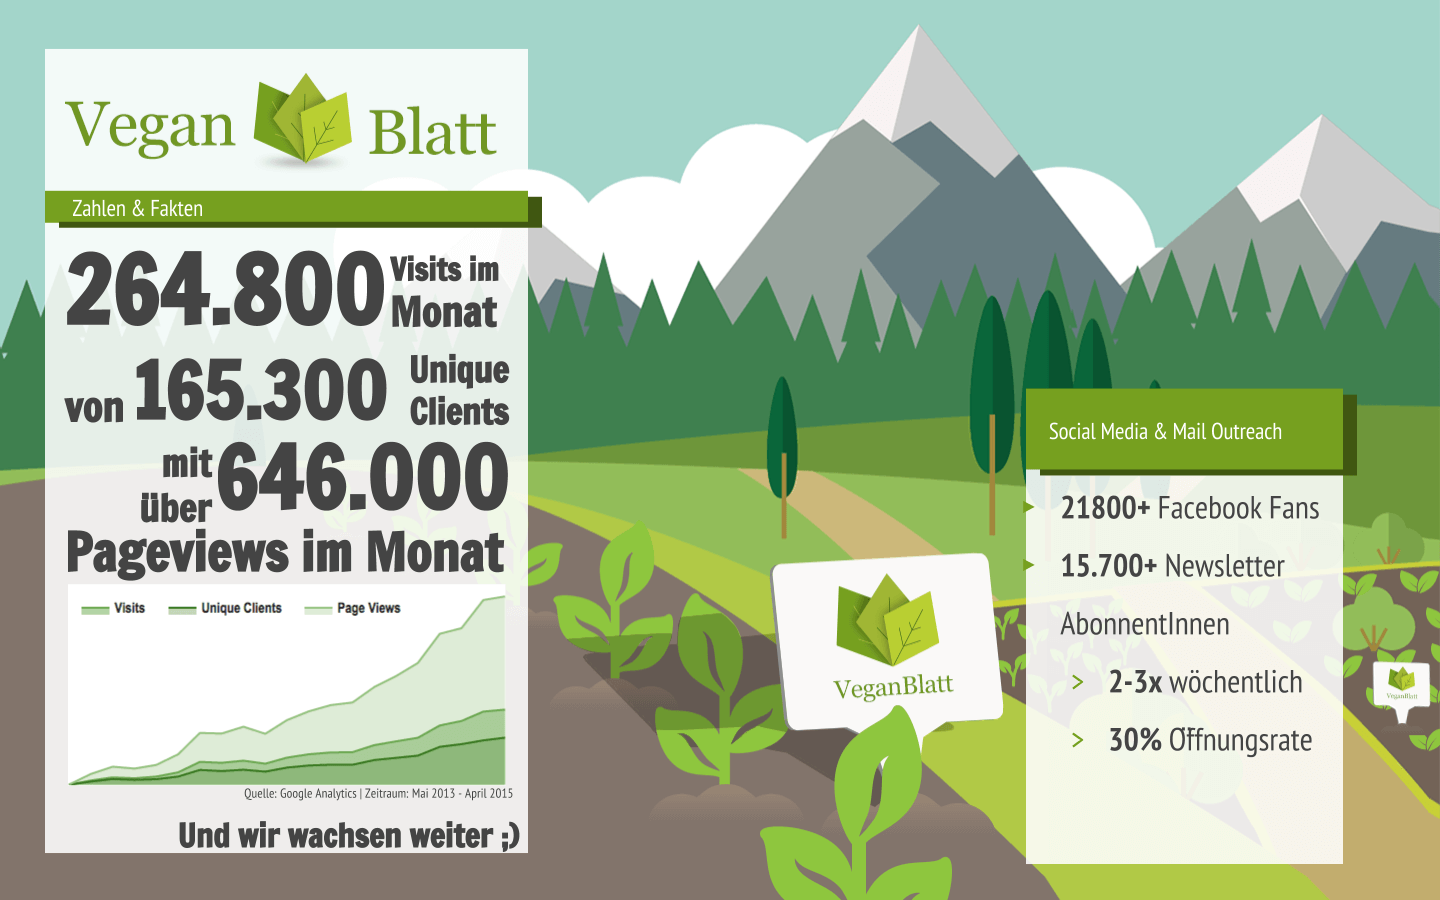 Vegan Blatt
Zahlen & Fakten
264.800 Visits im Monat
von 165.300 Unique Clients
mit über 646.000
Pageviews im Monat
Visits Unique Clients Page Views
Quelle: Google Analytics | Zeitraum: Mai 2013 - April 2015
Und wir wachsen weiter ;)
VeganBlatt
Social Media & Mail Outreach
21800+ Facebook Fans
15.700+ Newsletter
AbonnentInnen
> 2-3x wöchentlich
> 30% Öffnungsrate
VeganBlatt